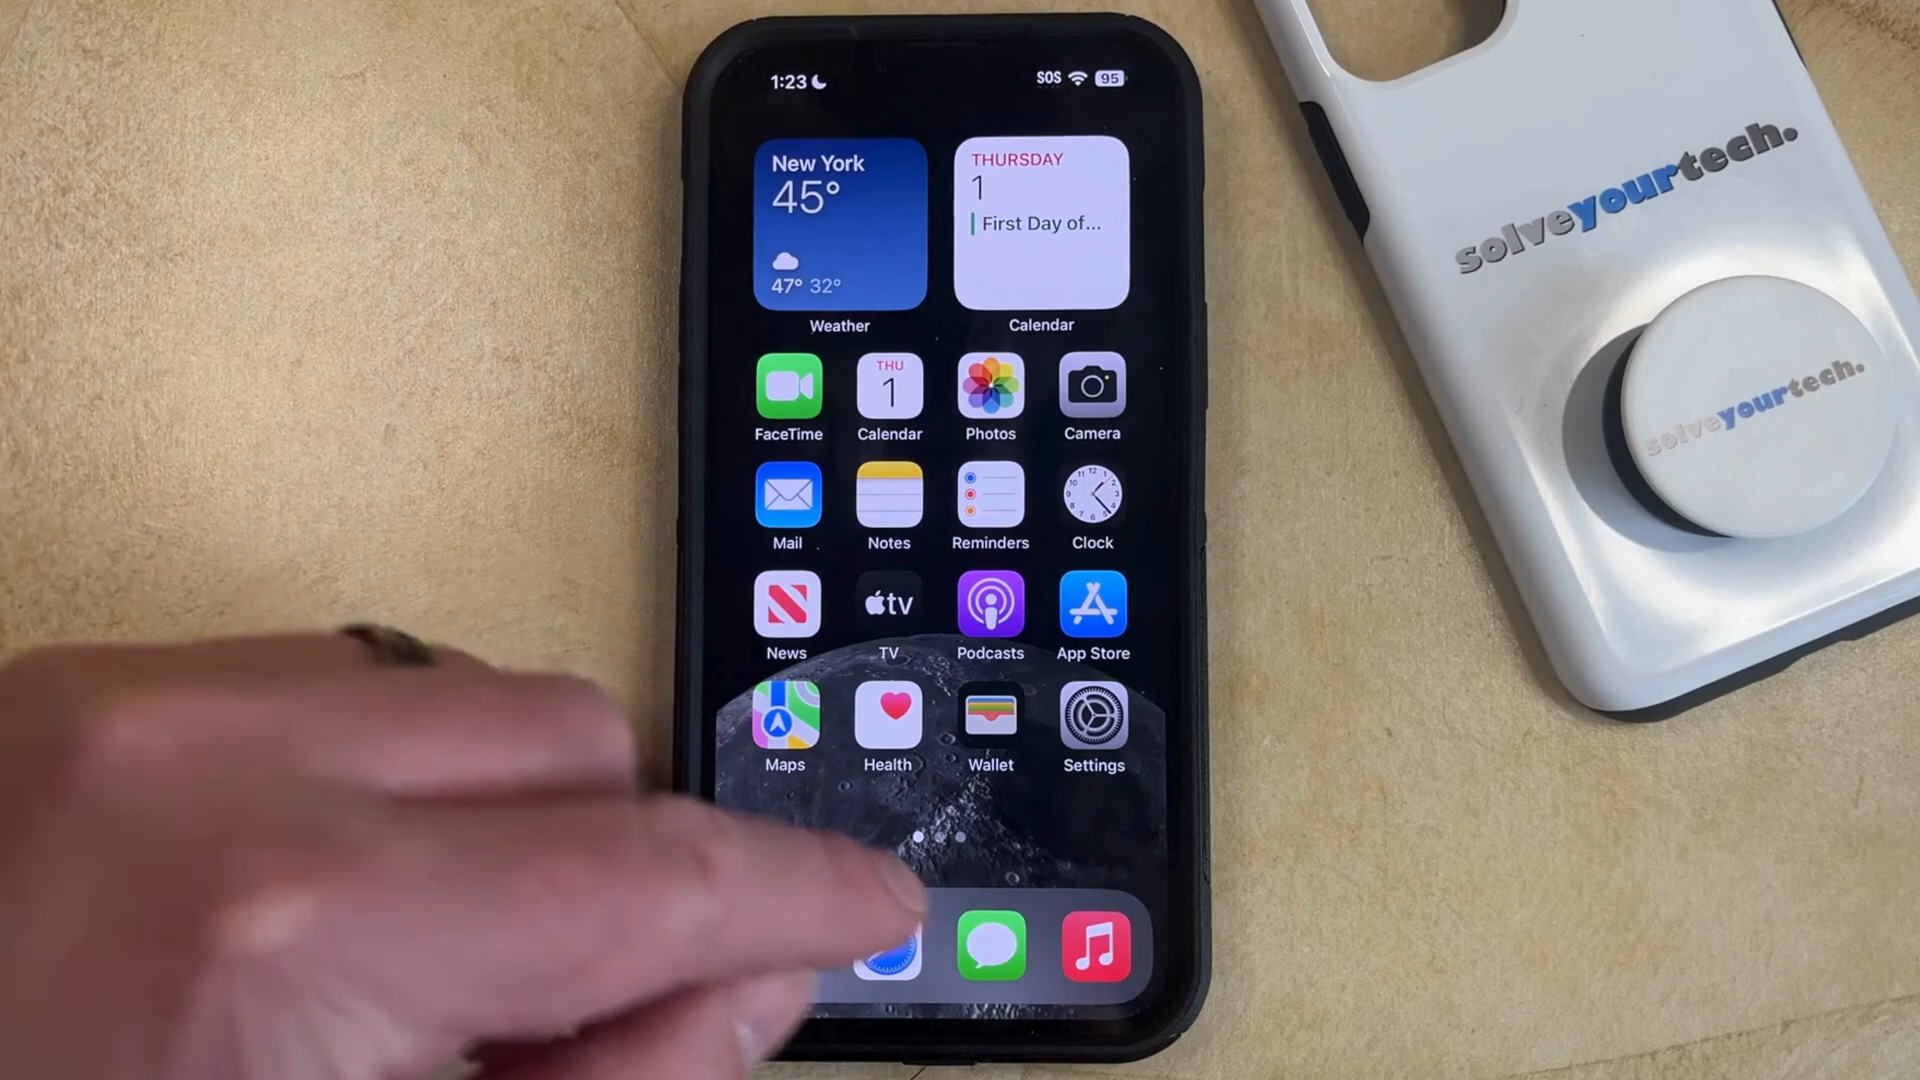 1:23
SOS 95
New York
45°
47° 32°
Weather
THURSDAY
1
First Day of...
Calendar
THU
1
FaceTime
Calendar
Photos
Camera
Mail
Notes
Reminders
Clock
News
tv
TV
Podcasts
App Store
Maps
Health
Wallet
Settings
solveyourtech.
solveyourtech.